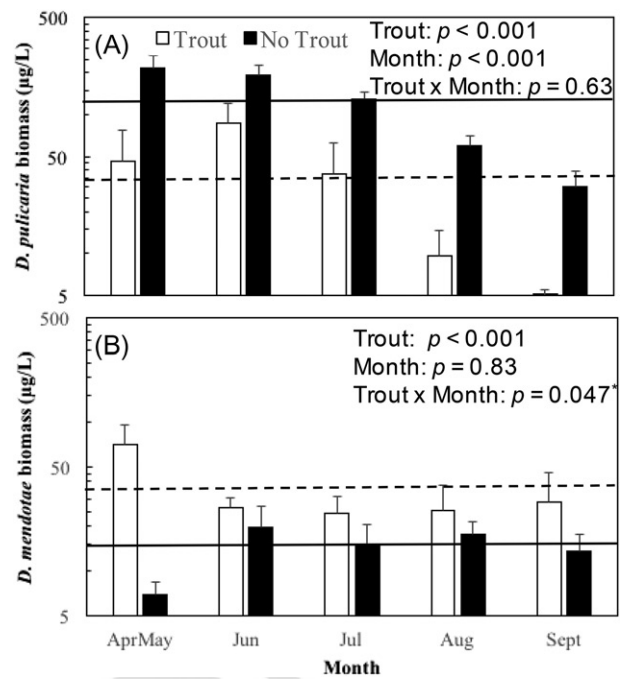 500
(A)
Trout
No Trout
Trout: p < 0.001
Month: p < 0.001
Trout x Month: p = 0.63
D. pulicaria biomass (µg/L)
50
5
500
(B)
Trout: p < 0.001
Month: p = 0.83
Trout x Month: p = 0.047*
D. mendotae biomass (µg/L)
50
5
AprMay Jun Jul Aug Sept
Month